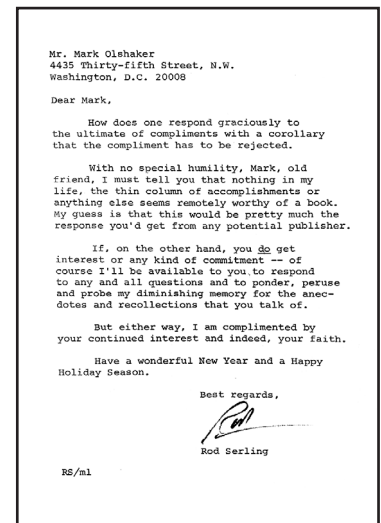 Mr. Mark Olshaker
4435 Thirty-fifth Street, N.W.
Washington, D.C. 20008
Dear Mark,
How does one respond graciously to
the ultimate of compliments with a corollary
that the compliment has to be rejected.
With no special humility, Mark, old
friend, I must tell you that nothing in my
life, the thin column of accomplishments or
anything else seems remotely worthy of a book.
My guess is that this would be pretty much the
response you'd get from any potential publisher.
If, on the other hand, you do get
interest or any kind of commitment -- of
course I'll be available to you to respond
to any and all questions and to ponder, peruse
and probe my diminishing memory for the anec-
dotes and recollections that you talk of.
But either way, I am complimented by
your continued interest and indeed, your faith.
Have a wonderful New Year and a Happy
Holiday Season.
Best regards,
Rod
Rod Serling
RS/ml